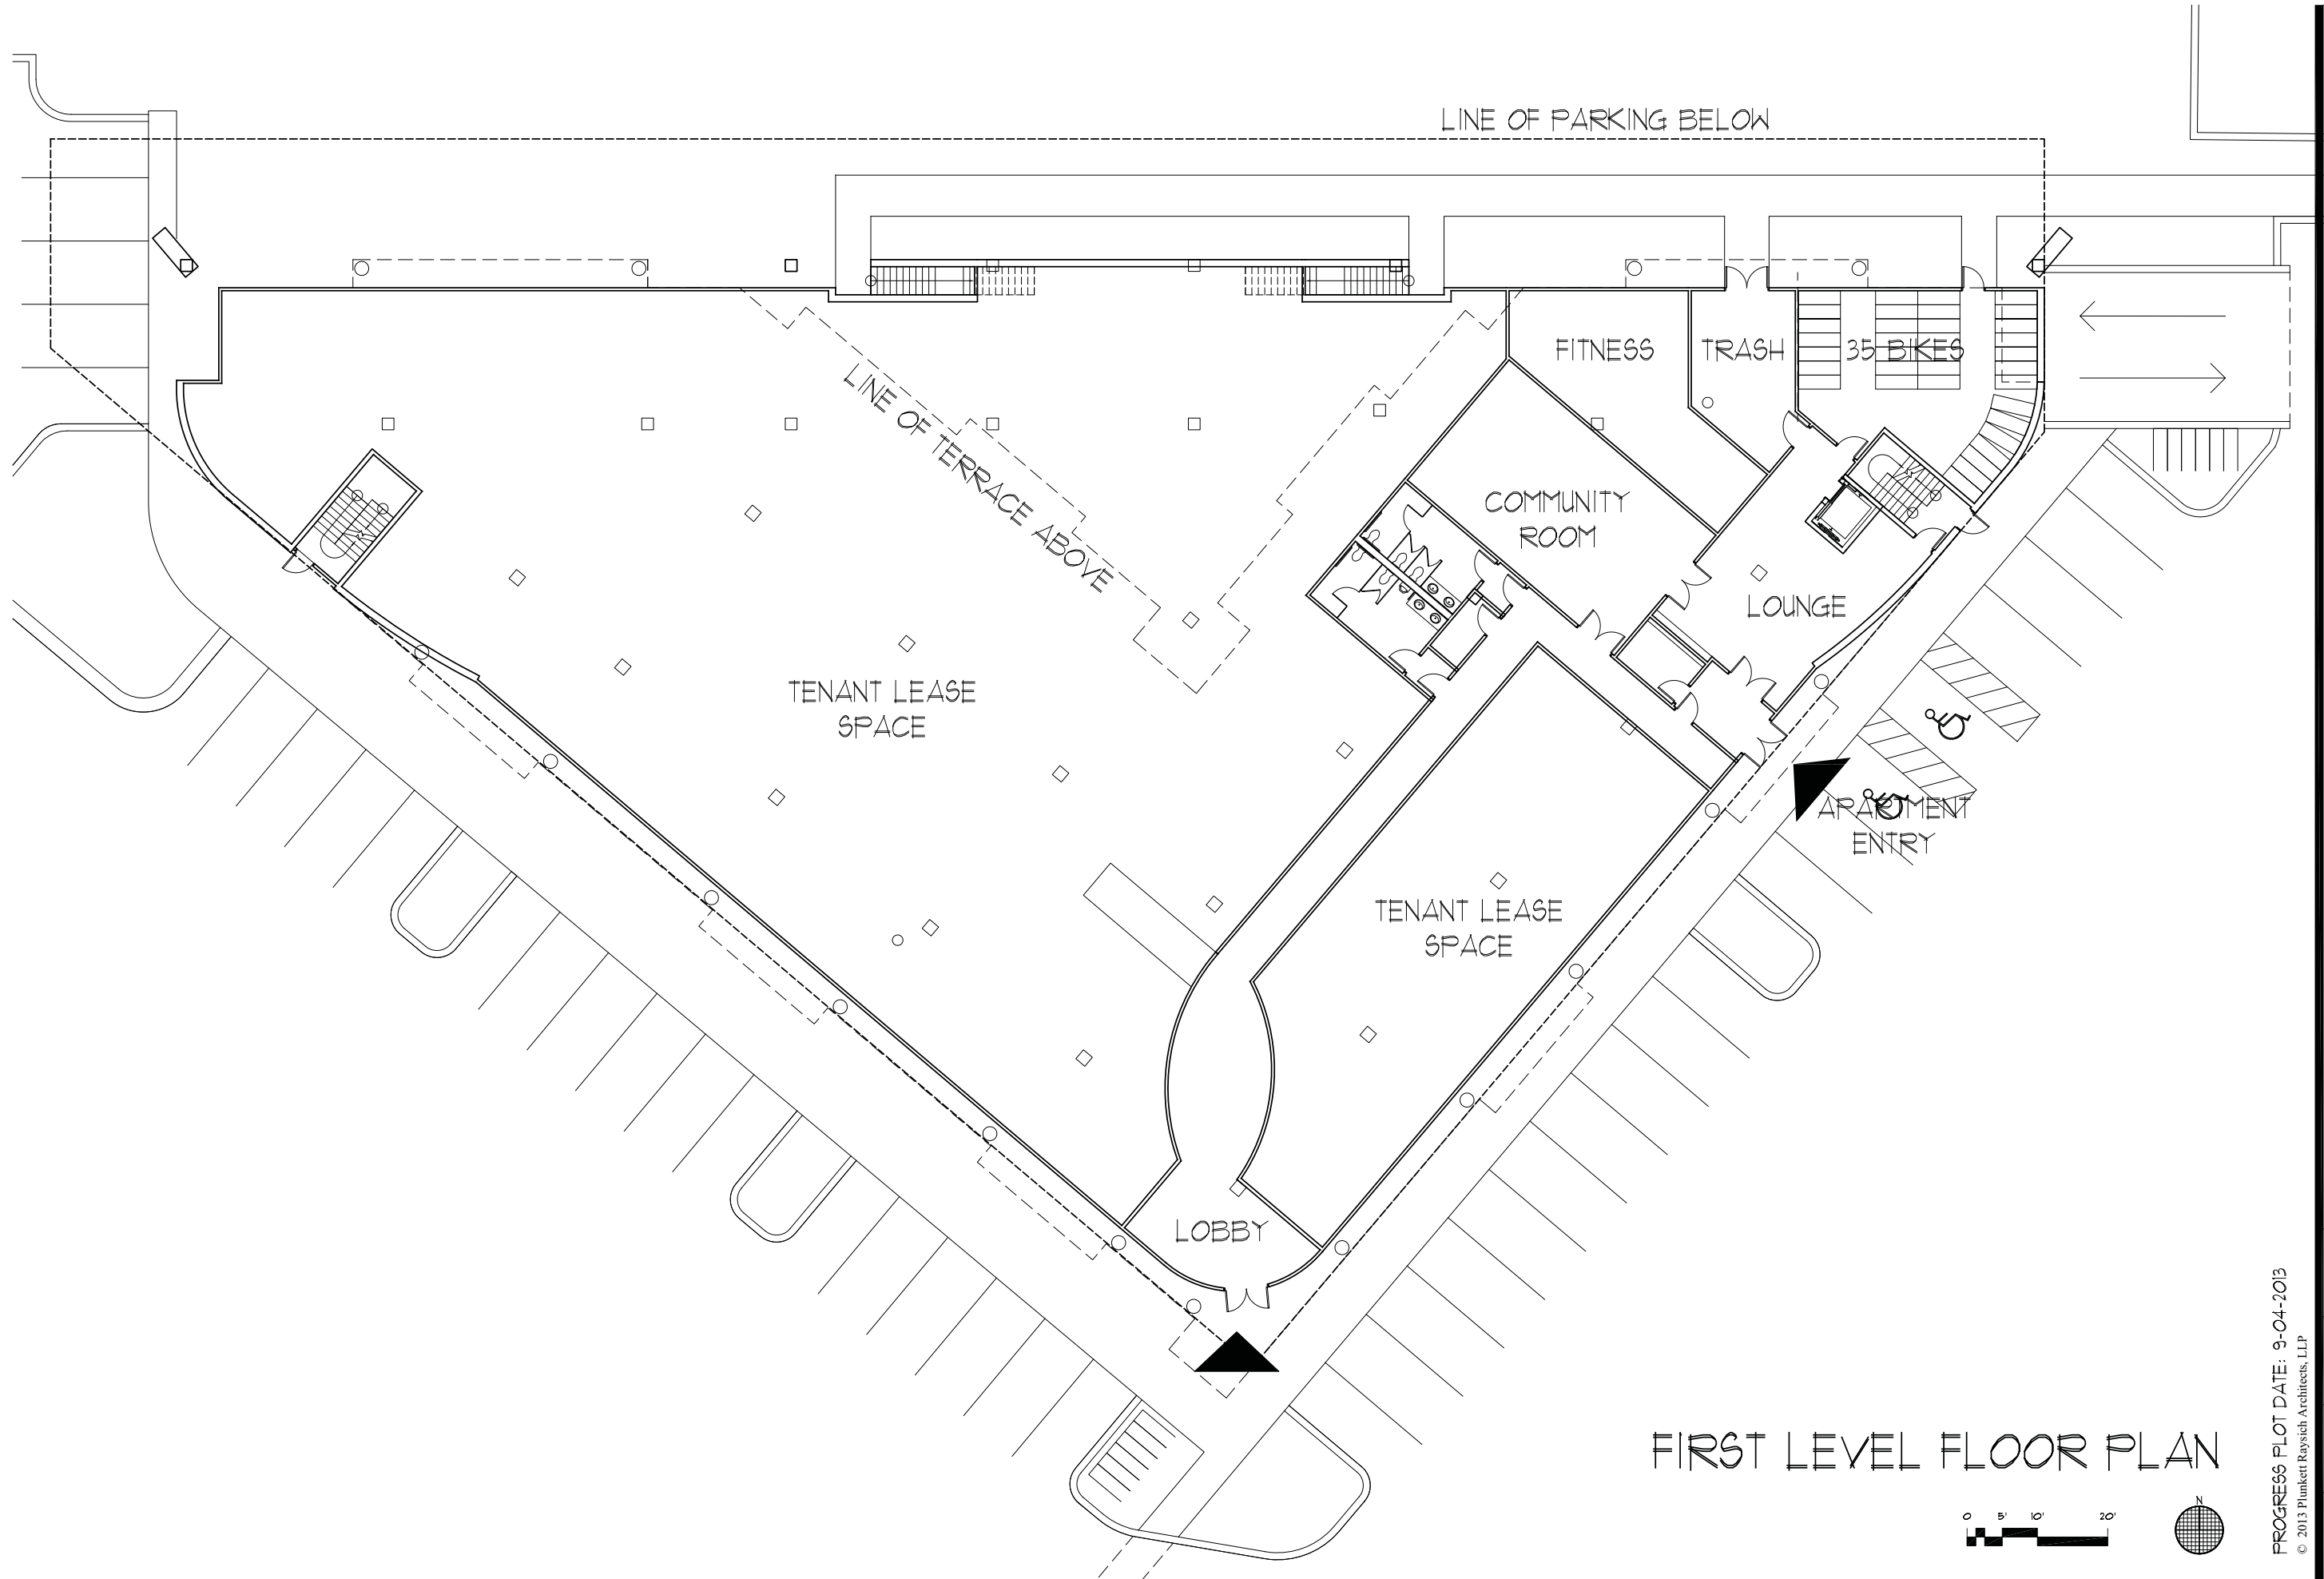 LINE OF PARKING BELOW
FITNESS
TRASH
35 BIKES
LINE OF TERRACE ABOVE
COMMUNITY
ROOM
LOUNGE
TENANT LEASE
SPACE
APARTMENT
ENTRY
TENANT LEASE
SPACE
LOBBY
FIRST LEVEL FLOOR PLAN
0 5' 10' 20'
N
PROGRESS PLOT DATE: 9-04-2013
© 2013 Plunkett Raysich Architects, LLP